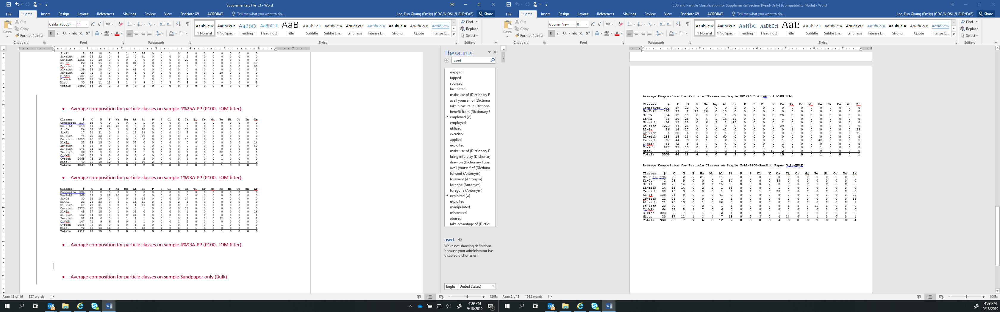 Supplementary file_v3 - Word
File Home Insert Design Layout References Mailings Review View EndNote X9 ACROBAT Tell me what you want to do... Lee, Eun Gyung (Emily) (CDC/NIOSH/HELD/EAB) Share
Paste Cut Copy Format Painter
Calibri (Body) 11
¶ Normal ¶ No Spac... Heading 1 Heading 2 Title Subtitle Subtle Em... Emphasis Intense E... Strong Quote Intense Q...
Find Replace Select
Clipboard Font Paragraph Styles Editing
Si-Al 8 38 18 0 2 1 10 26 0 0 1 0 3 0 0 0 0 0 0 0 0
Si-rich 86 28 22 0 5 1 0 41 0 0 0 0 2 0 0 0 0 0 0 0 0
Ca-rich 1256 60 19 0 0 0 0 0 0 0 0 0 20 0 0 0 0 0 0 0 0
Al-Zr 22 34 15 0 0 0 34 0 0 0 0 0 0 0 0 0 0 0 0 0 17
Zr-rich 2 40 6 0 0 0 0 0 0 0 0 0 1 1 0 0 0 0 0 0 53
Al-rich 139 35 18 0 1 0 45 0 0 0 0 0 0 0 0 0 0 0 0 0 1
Fe-rich 23 74 3 0 0 0 1 0 0 0 0 0 0 0 0 0 20 0 0 0 0
C(NaF) 107 73 8 5 6 0 4 0 0 0 0 0 2 0 0 0 0 0 0 0 0
C-rich 1831 77 16 0 0 0 1 1 0 0 1 0 2 0 0 0 0 0 0 0 0
Misc. 30 39 11 13 5 1 4 9 2 0 3 7 3 0 0 0 0 0 0 0 3
Totals 3950 64 16 2 2 0 3 2 0 0 0 0 9 0 0 0 0 0 0 0 0
• Average composition for particle classes on sample 4%25A-PP (P100, IOM filter)
Classes # C O F Na Mg Al Si P S Cl K Ca Ti Cr Mn Fe Ni Cu Zn Zr
Composite 214 93 6 0 0 0 0 1 0 0 0 0 0 0 0 0 0 0 0 0 0
Na-F-Al 213 41 4 26 20 0 9 0 0 0 0 0 0 0 0 0 0 0 0 0 0
Si-Ca 24 37 17 0 1 0 1 28 0 0 0 0 16 0 0 0 0 0 0 0 0
Si-Al 17 31 21 0 2 1 12 28 0 0 0 2 2 0 0 0 0 0 0 0 0
Si-rich 74 29 23 0 5 1 0 39 0 0 0 0 2 0 0 0 0 0 0 0 0
Ca-rich 1059 60 19 0 0 0 0 0 0 0 0 0 19 0 0 0 0 0 0 0 0
Al-Zr 22 38 15 0 0 0 32 0 0 0 0 0 0 0 0 0 0 0 0 0 14
Zr-rich 5 35 9 0 0 0 3 1 0 0 0 0 0 1 0 0 0 0 0 0 50
Al-rich 175 34 18 0 1 0 46 0 0 0 0 0 0 0 0 0 0 0 0 0 1
Fe-rich 36 70 3 0 0 0 1 1 0 0 0 0 1 0 0 0 22 0 0 0 1
C(NaF) 102 72 9 5 6 0 5 0 0 0 0 0 2 0 0 0 0 0 0 0 0
C-rich 2068 76 15 0 0 0 1 2 0 0 0 0 4 0 0 0 1 0 0 0 0
Misc. 40 36 10 12 4 1 5 10 2 2 1 6 6 1 0 0 1 0 0 0 2
Totals 4049 64 15 2 2 0 4 2 0 0 0 0 8 0 0 0 1 0 0 0 0
• Average composition for particle classes on sample 1%93A-PP (P100, IOM filter)
Classes # C O F Na Mg Al Si P S Cl K Ca Ti Cr Mn Fe Ni Cu Zn Zr
Composite 234 91 8 0 0 0 0 0 0 0 0 0 0 0 0 0 0 0 0 0 0
Na-F-Al 269 39 3 28 20 0 9 0 0 0 0 0 0 0 0 0 0 0 0 0 0
Si-Ca 30 34 19 0 0 0 1 29 0 0 0 0 17 0 0 0 0 0 0 0 0
Si-Al 23 24 23 0 3 1 15 31 0 0 0 2 1 0 0 0 0 0 0 0 0
Si-rich 67 27 21 0 7 1 1 39 0 0 0 0 3 0 0 0 0 0 0 0 0
Ca-rich 1773 60 19 0 0 0 0 1 0 0 0 0 19 0 0 0 0 0 0 0 0
Al-Zr 48 37 15 0 1 0 31 0 0 0 0 0 1 0 0 0 0 0 0 0 16
Al-rich 162 34 18 0 1 0 44 0 0 0 0 0 1 0 0 0 0 0 0 0 1
Fe-rich 52 64 6 0 1 1 1 1 0 0 1 0 2 0 0 0 22 0 0 0 2
C(NaF) 147 71 9 6 6 0 4 1 0 0 0 1 2 0 0 0 0 0 0 0 0
C-rich 2035 75 15 0 1 0 1 2 0 0 1 0 5 0 0 0 1 0 0 0 0
Misc. 72 36 13 16 5 1 5 13 0 2 0 6 2 1 0 0 0 0 0 0 1
Totals 4912 63 15 3 2 0 4 2 0 0 0 0 9 0 0 0 1 0 0 0 0
• Average composition for particle classes on sample 4%93A-PP (P100, IOM filter)
• Average composition for particle classes on sample Sandpaper only (Bulk)
Page 13 of 16 827 words 120%
Thesaurus
used
enjoyed
tapped
sourced
luxuriated
make use of (Dictionary F
avail yourself of (Dictiona
take pleasure in (Dictiona
benefit from (Dictionary F
employed (v.)
employed
utilized
exercised
applied
exploited
make use of (Dictionary F
bring into play (Dictionar
draw on (Dictionary Form
avail yourself of (Dictiona
forwent (Antonym)
forewent (Antonym)
forgone (Antonym)
foregone (Antonym)
exploited (v.)
exploited
manipulated
mistreated
abused
take advantage of (Diction
used
We're not showing definitions
because your administrator has
disabled dictionaries.
English (United States)
EDS and Particle Classification for Supplemental Section [Read-Only] [Compatibility Mode] - Word
File Home Insert Design Layout References Mailings Review View EndNote X9 ACROBAT Tell me what you want to do... Lee, Eun Gyung (Emily) (CDC/NIOSH/HELD/EAB) Share
Paste Cut Copy Format Painter
Courier New 8
¶ Normal ¶ No Spac... Heading 1 Heading 2 Title Subtitle Subtle Em... Emphasis Intense E... Strong Quote Intense Q...
Find Replace Select
Clipboard Font Paragraph Styles Editing
Average Composition for Particle Classes on Sample PP1246-ZrAl-4% 93A-P100-IOM
Classes # C O F Na Mg Al Si P S Cl K Ca Ti Cr Mn Fe Ni Cu Zn Zr
Composite 202 87 12 0 0 0 0 1 0 0 0 0 0 0 0 0 0 0 0 0 0
Na-F-Al 253 29 2 29 26 0 13 0 0 0 0 0 0 0 0 0 0 0 0 0 0
Si-Ca 54 22 19 0 0 0 1 37 0 0 0 0 20 0 0 0 0 0 0 0 0
Si-Al 35 20 25 0 4 1 16 31 0 0 0 2 1 0 0 0 0 0 0 0 0
Si-rich 92 15 25 0 6 2 1 49 0 0 0 0 2 0 0 0 0 0 0 0 0
Ca-rich 1223 44 25 0 0 1 0 0 0 0 0 0 29 0 0 0 0 0 0 0 0
Al-Zr 56 14 17 0 0 0 42 0 0 0 0 0 0 1 0 0 0 0 0 0 25
Zr-rich 6 20 6 0 0 0 1 0 0 0 0 0 0 3 0 0 0 0 0 0 71
Al-rich 155 15 23 0 1 0 60 0 0 0 0 0 0 0 0 0 0 0 0 0 0
Fe-rich 37 44 3 0 1 1 2 2 0 1 0 0 1 0 0 0 42 0 0 0 2
C(NaF) 59 72 9 5 7 0 4 0 0 0 0 0 1 0 0 0 0 0 0 0 0
C-rich 827 75 13 0 1 0 1 3 0 0 1 0 3 1 0 0 1 0 0 0 0
Misc. 60 34 10 21 3 1 3 4 0 2 1 13 2 4 0 0 0 0 0 0 0
Totals 3059 46 18 4 4 0 6 3 0 0 0 0 15 0 0 0 1 0 0 0 1
Average Composition for Particle Classes on Sample ZrAl-P100-Sanding Paper Only-BULK
Classes # C O F Na Mg Al Si P S Cl K Ca Ti Cr Mn Fe Ni Cu Zn Zr
Na-F-Al 195 39 2 27 21 0 11 0 0 0 0 0 0 0 0 0 0 0 0 0 0
Si-Ca 2 23 9 0 0 0 1 34 0 0 0 0 33 0 0 0 0 0 0 0 0
Si-Al 20 29 14 0 2 1 15 33 0 0 0 2 2 0 0 0 1 0 0 0 0
Si-rich 14 16 14 0 2 2 1 63 0 0 0 0 1 0 0 0 0 0 0 0 0
Ca-rich 80 49 9 0 0 0 1 1 0 1 1 0 38 0 0 0 0 0 0 0 0
Al-Zr 138 24 9 0 1 0 41 0 0 0 0 0 0 0 0 0 0 0 0 0 25
Zr-rich 11 25 3 0 0 0 1 1 0 0 0 0 0 2 0 0 0 0 0 0 68
Al-rich 71 28 13 0 1 0 56 0 0 0 0 0 0 0 0 0 0 0 0 0 1
Fe-rich 20 49 7 0 0 0 1 1 0 0 0 0 0 1 3 0 35 1 0 0 0
C(NaF) 64 76 5 5 7 0 6 0 0 0 0 0 0 0 0 0 0 0 0 0 0
C-rich 303 85 7 0 1 0 2 1 0 0 0 0 1 0 0 0 0 0 0 0 0
Misc. 20 37 11 1 3 4 7 13 0 2 3 0 4 14 0 0 1 0 0 0 1
Totals 938 56 7 7 6 0 12 2 0 0 0 0 4 0 0 0 1 0 0 0 4
Page 2 of 3 1962 words 100%
4:39 PM
9/18/2019
4:39 PM
9/18/2019